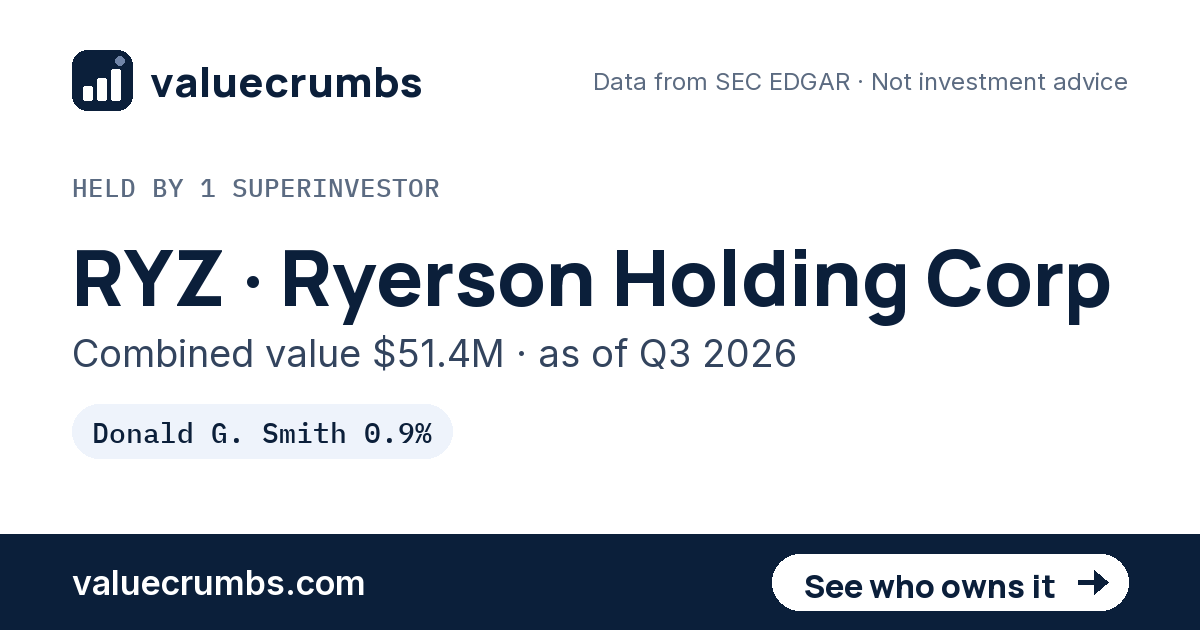 valuecrumbs
Data from SEC EDGAR · Not investment advice
HELD BY 1 SUPERINVESTOR
RYZ · Ryerson Holding Corp
Combined value $51.4M · as of Q3 2026
Donald G. Smith 0.9%
valuecrumbs.com
See who owns it →